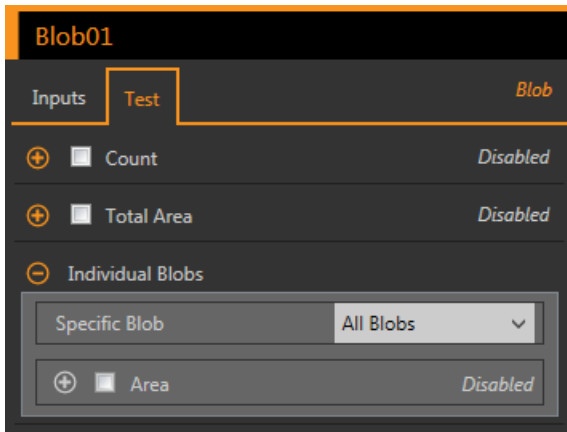 Blob01
Inputs Test Blob
Count Disabled
Total Area Disabled
Individual Blobs
Specific Blob All Blobs
Area Disabled